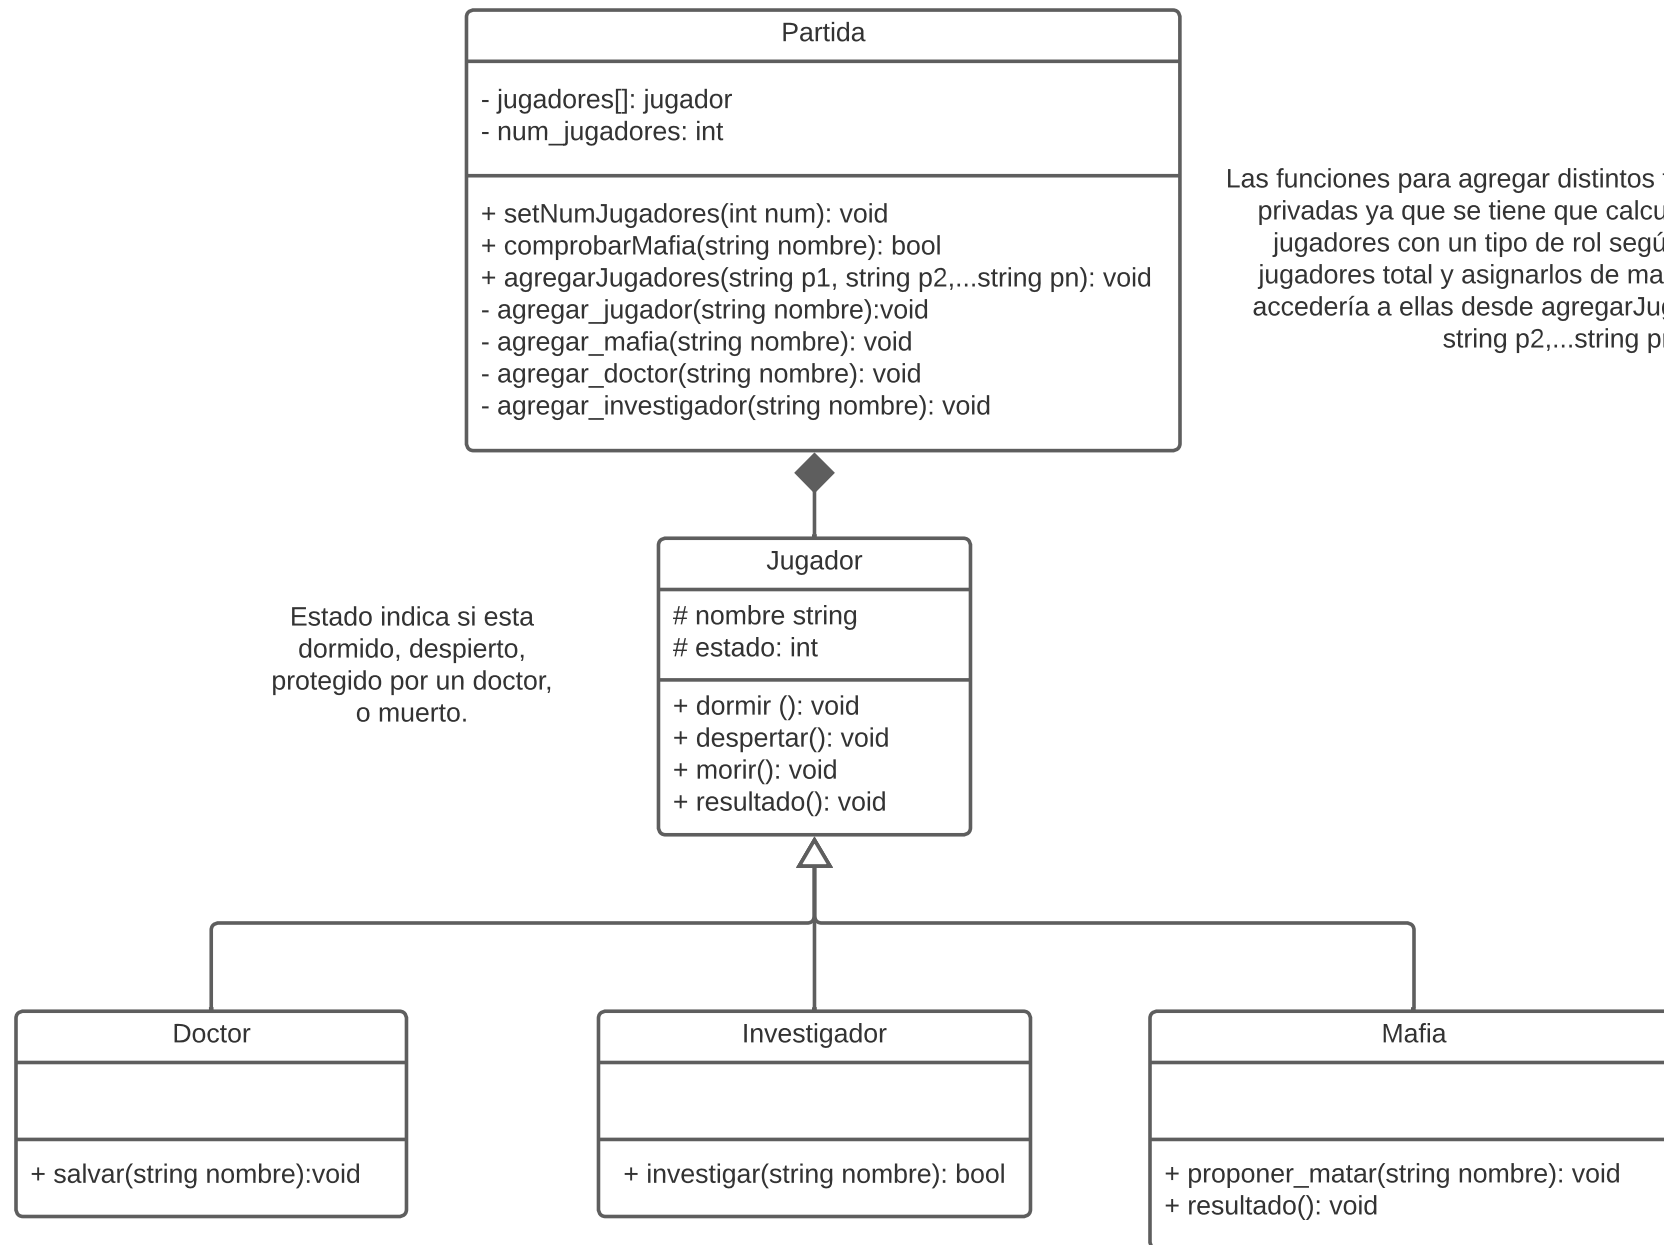 Partida
- jugadores[]: jugador
- num_jugadores: int
+ setNumJugadores(int num): void
+ comprobarMafia(string nombre): bool
+ agregarJugadores(string p1, string p2,...string pn): void
- agregar_jugador(string nombre):void
- agregar_mafia(string nombre): void
- agregar_doctor(string nombre): void
- agregar_investigador(string nombre): void
Las funciones para agregar distintos
privadas ya que se tiene que
jugadores con un tipo de rol
jugadores total y asignarlos de
accedería a ellas desde
string p2,...string
Jugador
# nombre string
# estado: int
+ dormir (): void
+ despertar(): void
+ morir(): void
+ resultado(): void
Estado indica si esta
dormido, despierto,
protegido por un doctor,
o muerto.
Doctor
+ salvar(string nombre):void
Investigador
+ investigar(string nombre): bool
Mafia
+ proponer_matar(string nombre): void
+ resultado(): void